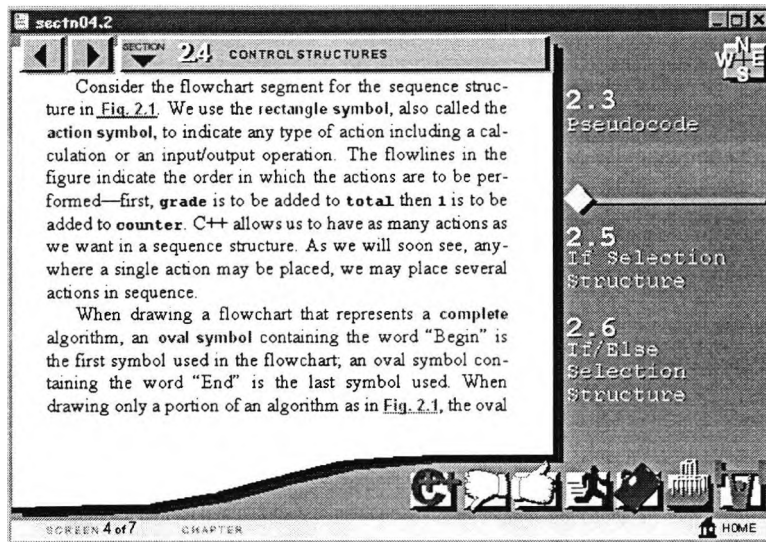 sectn04.2
SECTION 2.4 CONTROL STRUCTURES
Consider the flowchart segment for the sequence struc-
ture in Fig. 2.1. We use the rectangle symbol, also called the
action symbol, to indicate any type of action including a cal-
culation or an input/output operation. The flowlines in the
figure indicate the order in which the actions are to be per-
formed—first, grade is to be added to total then 1 is to be
added to counter. C++ allows us to have as many actions as
we want in a sequence structure. As we will soon see, any-
where a single action may be placed, we may place several
actions in sequence.
When drawing a flowchart that represents a complete
algorithm, an oval symbol containing the word “Begin” is
the first symbol used in the flowchart; an oval symbol con-
taining the word “End” is the last symbol used. When
drawing only a portion of an algorithm as in Fig. 2.1, the oval
N
W E
S
2.3
Pseudocode
2.5
If Selection
Structure
2.6
If/Else
Selection
Structure
C++
SCREEN 4 of 7 CHAPTER
HOME